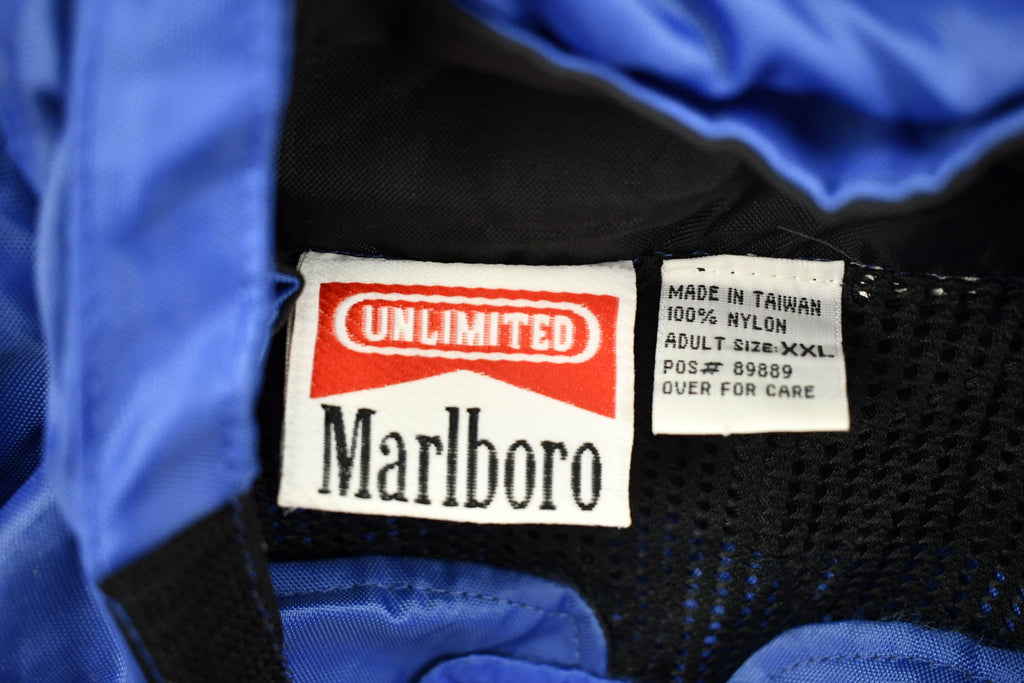 UNLIMITED
Marlboro
MADE IN TAIWAN
100% NYLON
ADULT SIZE: XXL
POS# 89889
OVER FOR CARE